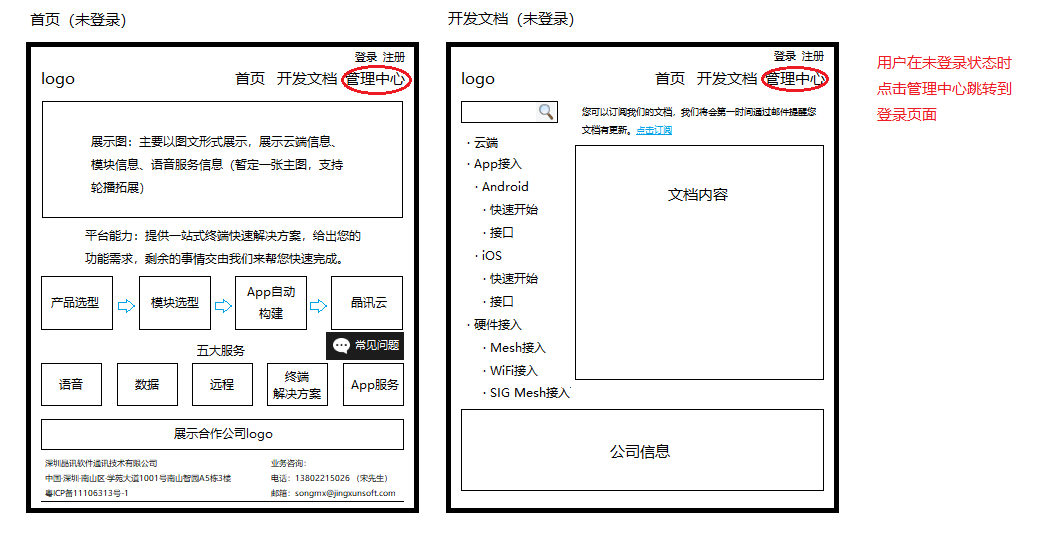 首页（未登录）
登录 注册
logo
首页 开发文档 管理中心
展示图：主要以图文形式展示，展示云端信息、
模块信息、语音服务信息（暂定一张主图，支持
轮播拓展）
平台能力：提供一站式终端快速解决方案，给出您的
功能需求，剩余的事情交由我们来帮您快速完成。
产品选型
模块选型
App自动
构建
晶讯云
常见问题
五大服务
语音
数据
远程
终端
解决方案
App服务
展示合作公司logo
深圳晶讯软件通讯技术有限公司
中国·深圳·南山区·学苑大道1001号南山智园A5栋3楼
粤ICP备11106313号-1
业务咨询：
电话：13802215026 （宋先生）
邮箱：songmx@jingxunsoft.com
开发文档（未登录）
登录 注册
logo
首页 开发文档 管理中心
您可以订阅我们的文档，我们将会第一时间通过邮件提醒您
文档有更新。点击订阅
· 云端
· App接入
· Android
· 快速开始
· 接口
· iOS
· 快速开始
· 接口
· 硬件接入
· Mesh接入
· WiFi接入
· SIG Mesh接入
文档内容
公司信息
用户在未登录状态时
点击管理中心跳转到
登录页面